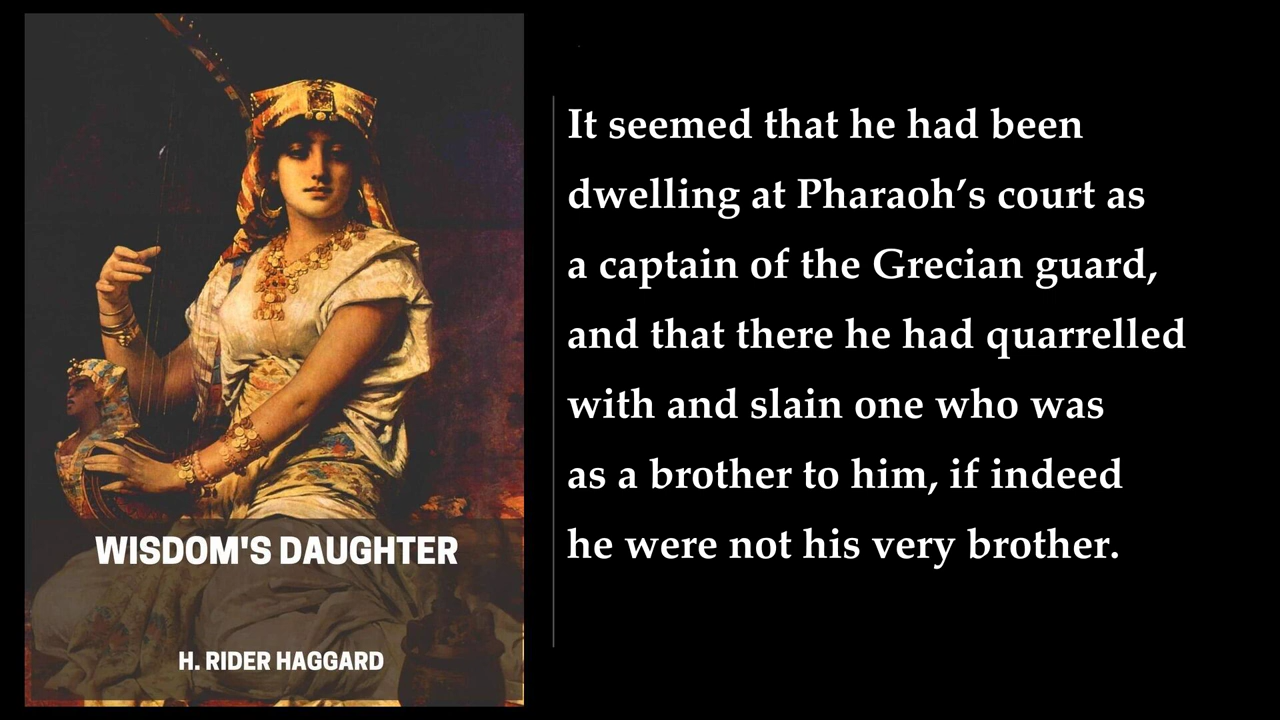 WISDOM'S DAUGHTER
H. RIDER HAGGARD
It seemed that he had been
dwelling at Pharaoh’s court as
a captain of the Grecian guard,
and that there he had quarrelled
with and slain one who was
as a brother to him, if indeed
he were not his very brother.